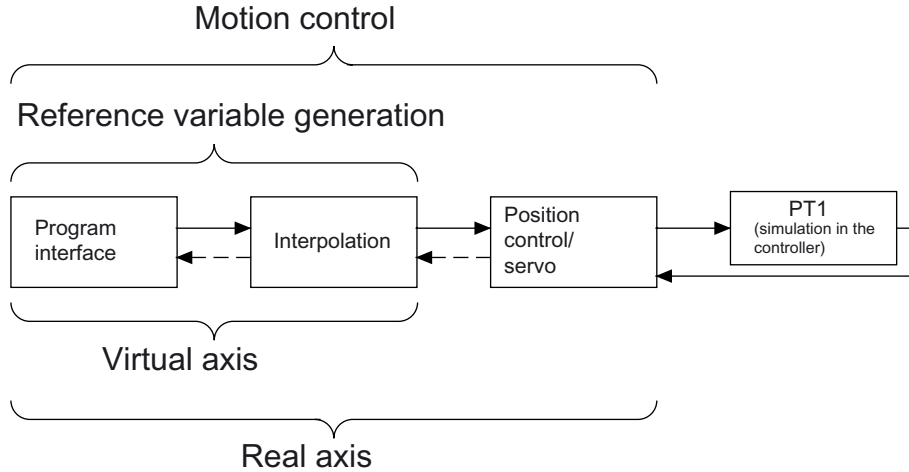 Motion control
Reference variable generation
Program
interface
Interpolation
Position
control/
servo
PT1
(simulation in the
controller)
Virtual axis
Real axis